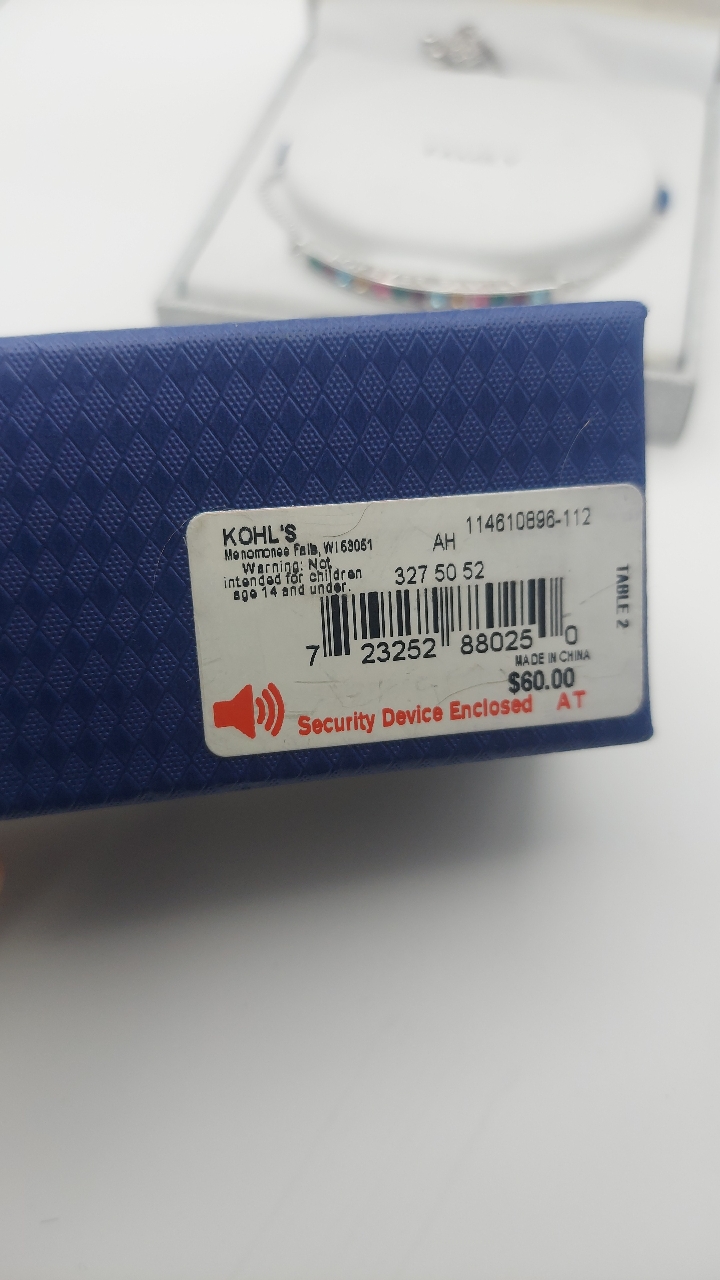 KOHL'S
Menomonee Falls, WI 53051
Warning: Not
intended for children
age 14 and under.
AH
114610896-112
327 50 52
7 23252 88025 0
TABLE 2
MADE IN CHINA
$60.00
Security Device Enclosed AT